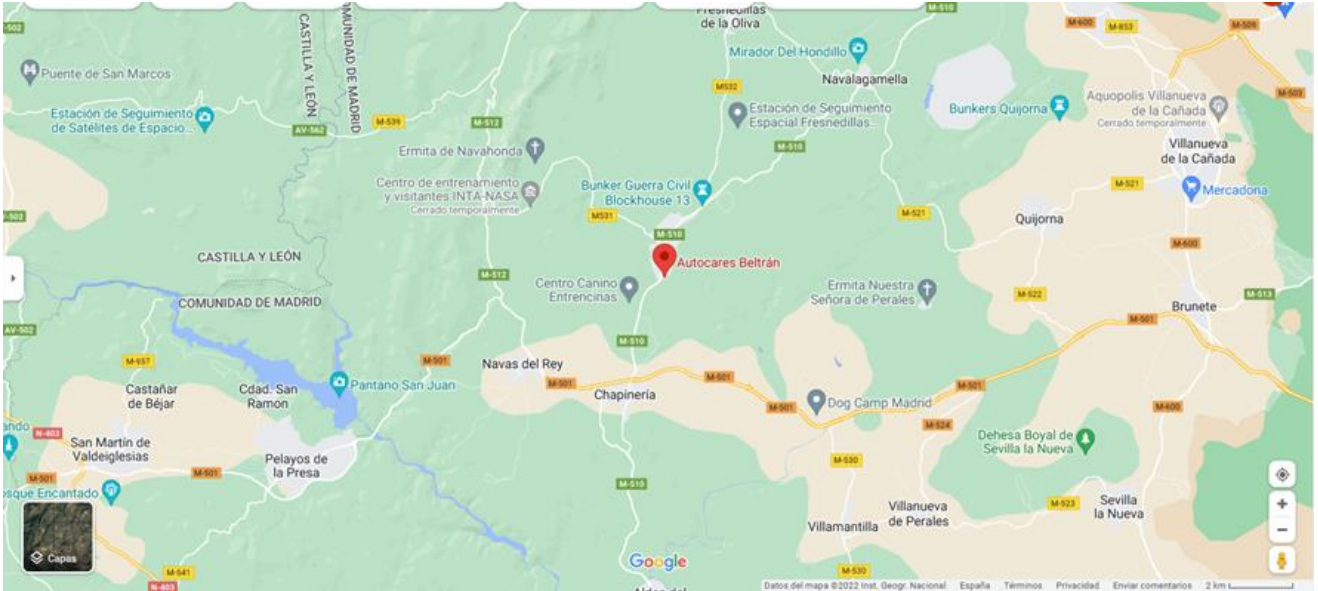 Fresnedillas
de la Oliva
M-510
M-600
M-853
M-509
M-502
CASTILLA Y LEÓN
COMUNIDAD DE MADRID
Mirador Del Hondillo
Puente de San Marcos
Navalagamella
M532
M-503
Estación de Seguimiento
de Satélites de Espacio...
Estación de Seguimiento
Espacial Fresnedillas...
Bunkers Quijorna
Aquopolis Villanueva
de la Cañada
Cerrado temporalmente
AV-562
M-539
M-512
Villanueva
de la Cañada
Ermita de Navahonda
M-510
Centro de entrenamiento
y visitantes INTA-NASA
Cerrado temporalmente
Bunker Guerra Civil
Blockhouse 13
M-521
Mercadona
M531
M-521
Quijorna
M-510
M-600
CASTILLA Y LEÓN
Autocares Beltrán
M-512
Centro Canino
Entrencinas
Ermita Nuestra
Señora de Perales
COMUNIDAD DE MADRID
M-522
M-513
Brunete
M-501
AV-502
M-510
M-957
M-501
Navas del Rey
Castañar
de Béjar
Cdad. San
Ramón
Pantano San Juan
M-501
M-501
M-501
Chapinería
M-501
Dog Camp Madrid
M-600
M-524
N-403
San Martín de
Valdeiglesias
Pelayos de
la Presa
Dehesa Boyal de
Sevilla la Nueva
M-530
M-501
M-501
M-510
osque Encantado
Villanueva
de Perales
M-523
Sevilla
la Nueva
Villamantilla
Capas
Google
M-541
N-403
M-530
Datos del mapa ©2022 Inst. Geogr. Nacional España Términos Privacidad Enviar comentarios 2 km